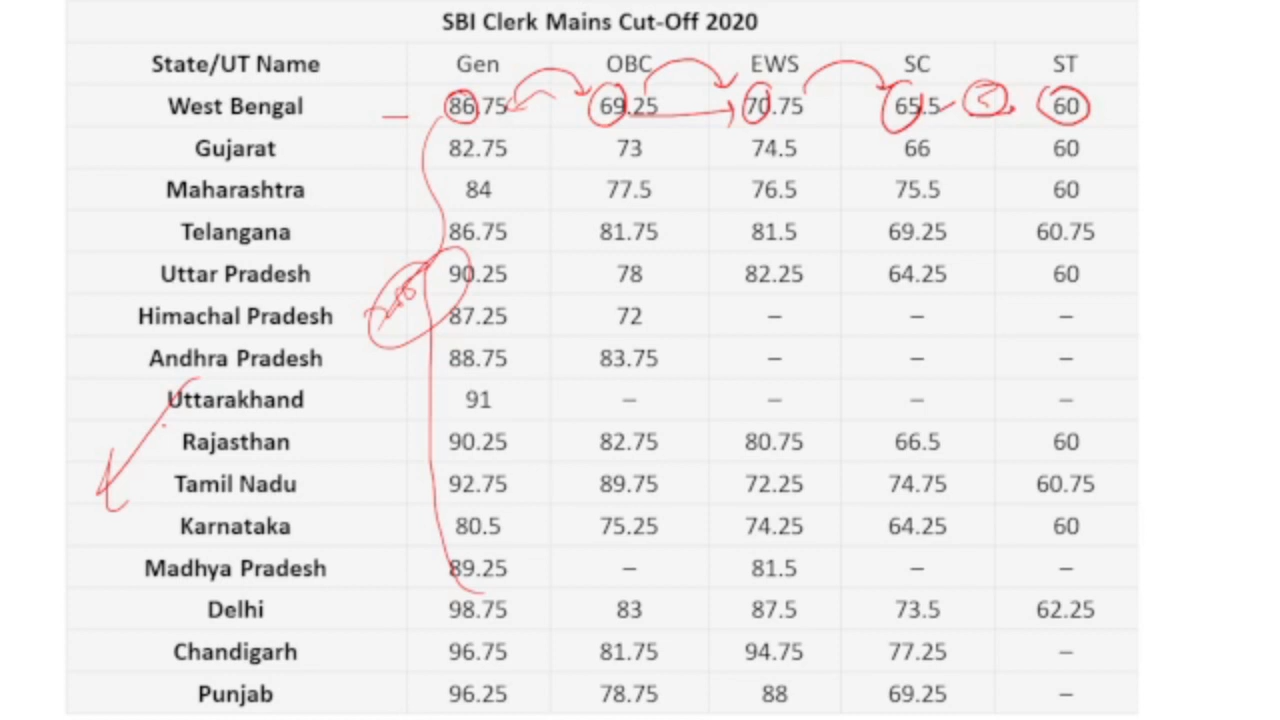 SBI Clerk Mains Cut-Off 2020
State/UT Name Gen OBC EWS SC ST
West Bengal 86.75 69.25 70.75 65.5 60
Gujarat 82.75 73 74.5 66 60
Maharashtra 84 77.5 76.5 75.5 60
Telangana 86.75 81.75 81.5 69.25 60.75
Uttar Pradesh 90.25 78 82.25 64.25 60
Himachal Pradesh 87.25 72 – – –
Andhra Pradesh 88.75 83.75 – – –
Uttarakhand 91 – – – –
Rajasthan 90.25 82.75 80.75 66.5 60
Tamil Nadu 92.75 89.75 72.25 74.75 60.75
Karnataka 80.5 75.25 74.25 64.25 60
Madhya Pradesh 89.25 – 81.5 – –
Delhi 98.75 83 87.5 73.5 62.25
Chandigarh 96.75 81.75 94.75 77.25 –
Punjab 96.25 78.75 88 69.25 –